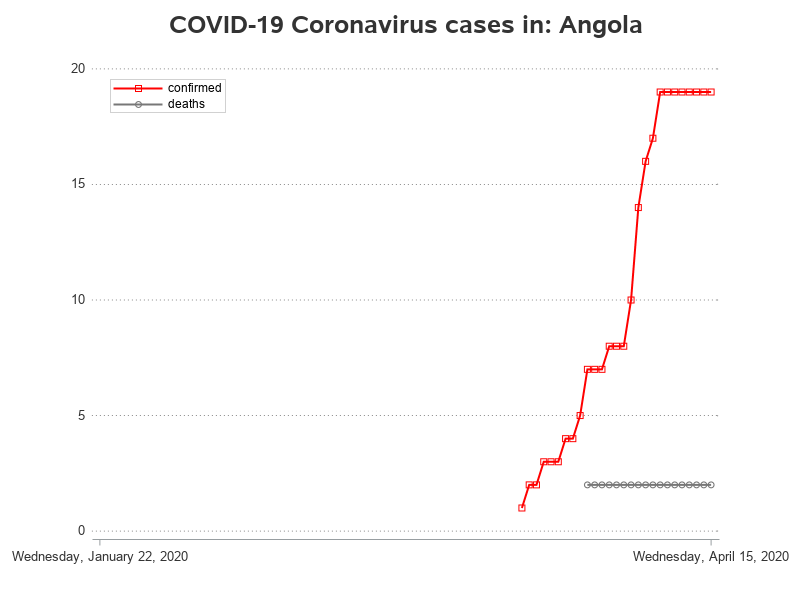 COVID-19 Coronavirus cases in: Angola
20
confirmed
deaths
15
10
5
0
Wednesday, January 22, 2020
Wednesday, April 15, 2020